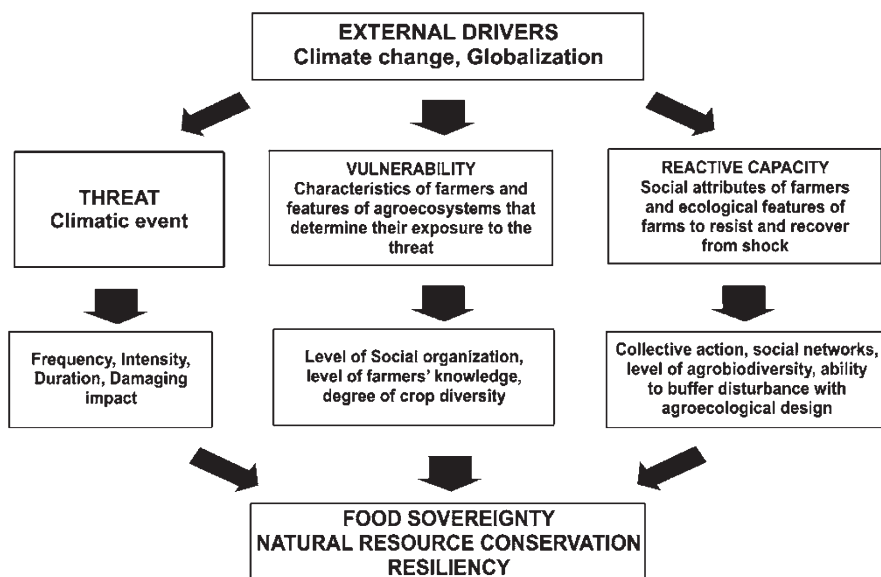 EXTERNAL DRIVERS
Climate change, Globalization
THREAT
Climatic event
VULNERABILITY
Characteristics of farmers and
features of agroecosystems that
determine their exposure to the
threat
REACTIVE CAPACITY
Social attributes of farmers
and ecological features of
farms to resist and recover
from shock
Frequency, Intensity,
Duration, Damaging
impact
Level of Social organization,
level of farmers' knowledge,
degree of crop diversity
Collective action, social networks,
level of agrobiodiversity, ability
to buffer disturbance with
agroecological design
FOOD SOVEREIGNTY
NATURAL RESOURCE CONSERVATION
RESILIENCY